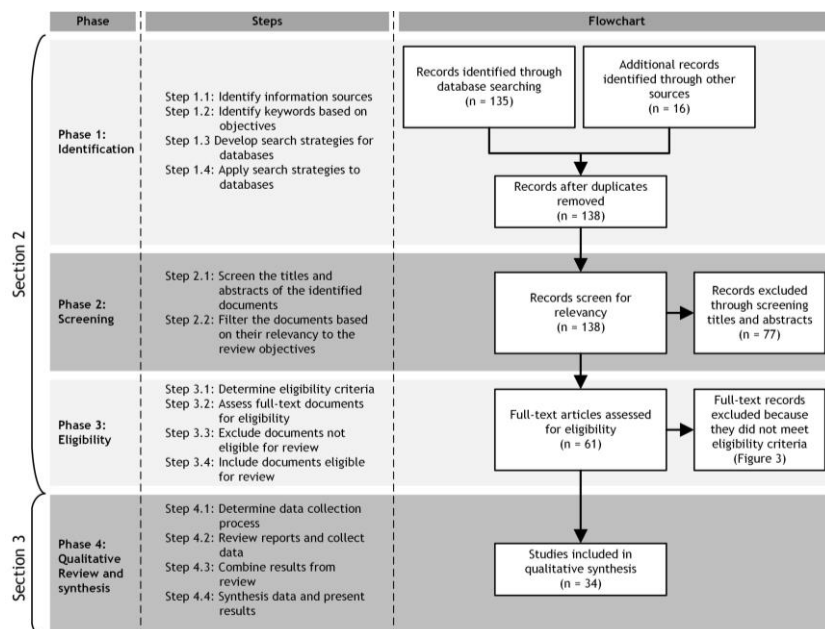 Phase
Steps
Flowchart
Section 2
Phase 1:
Identification
Step 1.1: Identify information sources
Step 1.2: Identify keywords based on
objectives
Step 1.3 Develop search strategies for
databases
Step 1.4: Apply search strategies to
databases
Records identified through
database searching
(n = 135)
Additional records
identified through other
sources
(n = 16)
Records after duplicates
removed
(n = 138)
Phase 2:
Screening
Step 2.1: Screen the titles and
abstracts of the identified
documents
Step 2.2: Filter the documents based
on their relevancy to the
review objectives
Records screen for
relevancy
(n = 138)
Records excluded
through screening
titles and abstracts
(n = 77)
Phase 3:
Eligibility
Step 3.1: Determine eligibility criteria
Step 3.2: Assess full-text documents
for eligibility
Step 3.3: Exclude documents not
eligible for review
Step 3.4: Include documents eligible
for review
Full-text articles assessed
for eligibility
(n = 61)
Full-text records
excluded because
they did not meet
eligibility criteria
(Figure 3)
Section 3
Phase 4:
Qualitative
Review and
synthesis
Step 4.1: Determine data collection
process
Step 4.2: Review reports and collect
data
Step 4.3: Combine results from
review
Step 4.4: Synthesis data and present
results
Studies included in
qualitative synthesis
(n = 34)